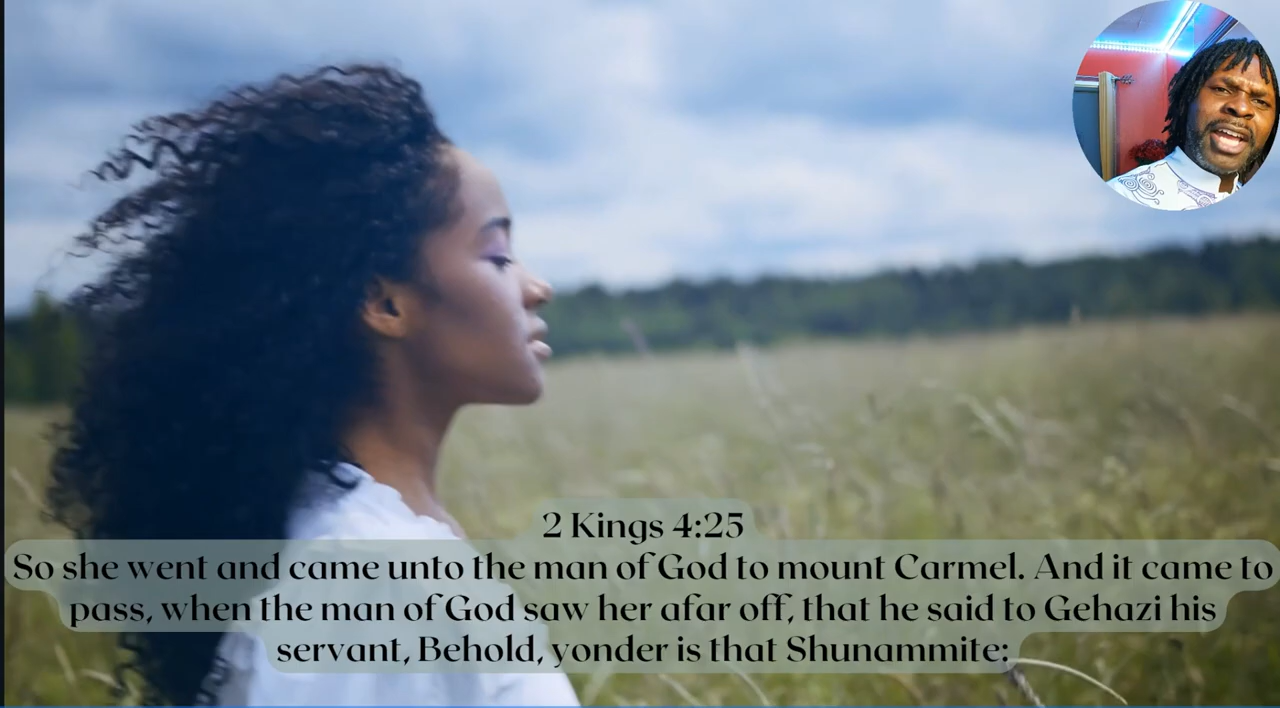 2 Kings 4:25
So she went and came unto the man of God to mount Carmel. And it came to
pass, when the man of God saw her afar off, that he said to Gehazi his
servant, Behold, yonder is that Shunammite: